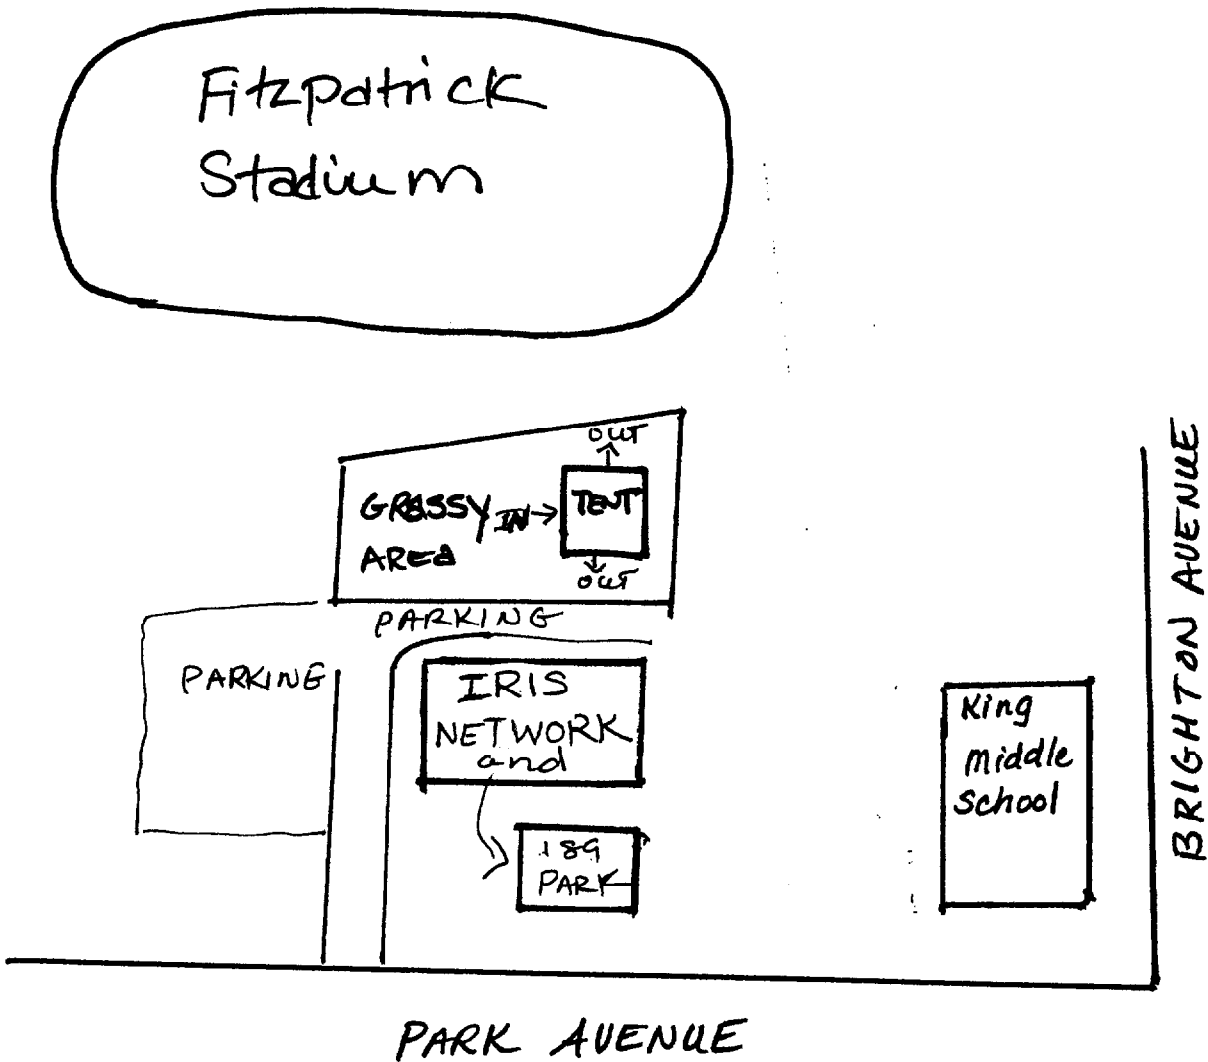 Fitzpatrick
Stadium
OUT
GRASSY IN → TENT
AREA
OUT
PARKING
PARKING
IRIS
NETWORK
and
189
PARK
King
Middle
School
BRIGHTON AVENUE
PARK AVENUE